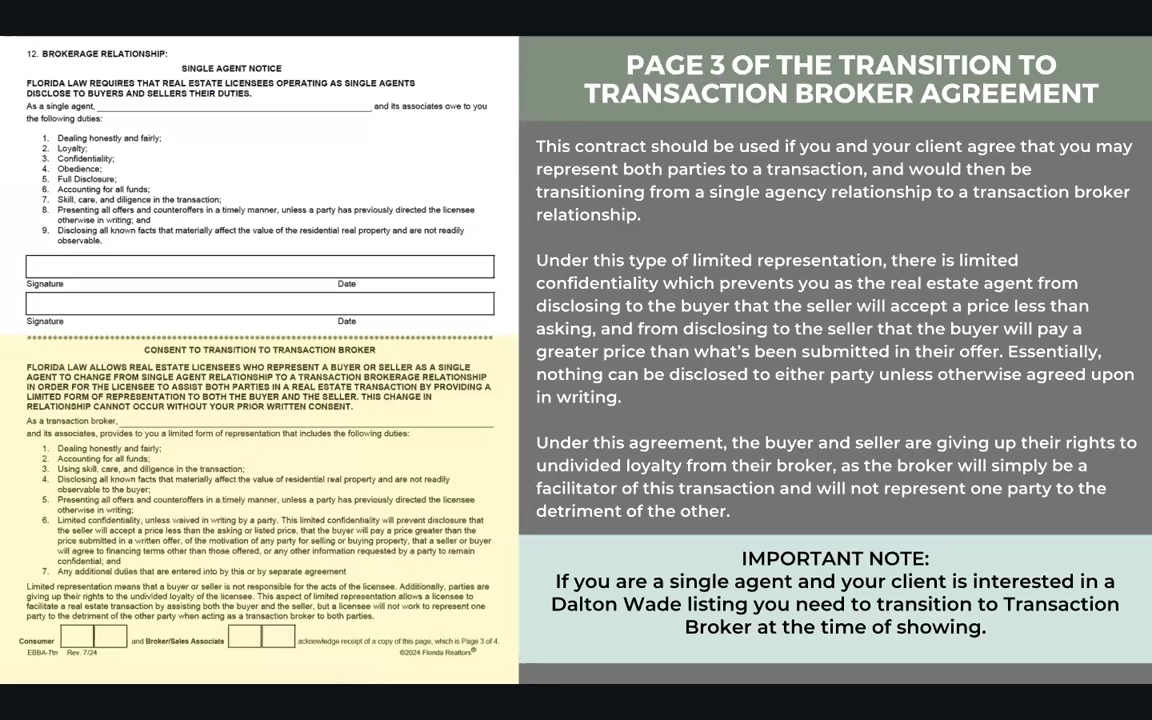 12. BROKERAGE RELATIONSHIP:
SINGLE AGENT NOTICE
FLORIDA LAW REQUIRES THAT REAL ESTATE LICENSEES OPERATING AS SINGLE AGENTS
DISCLOSE TO BUYERS AND SELLERS THEIR DUTIES.
As a single agent, and its associates owe to you
the following duties:
1. Dealing honestly and fairly;
2. Loyalty;
3. Confidentiality;
4. Obedience;
5. Full Disclosure;
6. Accounting for all funds;
7. Skill, care, and diligence in the transaction;
8. Presenting all offers and counteroffers in a timely manner, unless a party has previously directed the licensee
otherwise in writing; and
9. Disclosing all known facts that materially affect the value of the residential real property and are not readily
observable.
Signature Date
Signature Date
CONSENT TO TRANSITION TO TRANSACTION BROKER
FLORIDA LAW ALLOWS REAL ESTATE LICENSEES WHO REPRESENT A BUYER OR SELLER AS A SINGLE
AGENT TO CHANGE FROM SINGLE AGENT RELATIONSHIP TO A TRANSACTION BROKERAGE RELATIONSHIP
IN ORDER FOR THE LICENSEE TO ASSIST BOTH PARTIES IN A REAL ESTATE TRANSACTION BY PROVIDING A
LIMITED FORM OF REPRESENTATION TO BOTH THE BUYER AND THE SELLER. THIS CHANGE IN
RELATIONSHIP CANNOT OCCUR WITHOUT YOUR PRIOR WRITTEN CONSENT.
As a transaction broker,
and its associates, provides to you a limited form of representation that includes the following duties:
1. Dealing honestly and fairly;
2. Accounting for all funds;
3. Using skill, care, and diligence in the transaction;
4. Disclosing all known facts that materially affect the value of residential real property and are not readily
observable to the buyer;
5. Presenting all offers and counteroffers in a timely manner, unless a party has previously directed the licensee
otherwise in writing;
6. Limited confidentiality, unless waived in writing by a party. This limited confidentiality will prevent disclosure that
the seller will accept a price less than the asking or listed price, that the buyer will pay a price greater than the
price submitted in a written offer, of the motivation of any party for selling or buying property, that a seller or buyer
will agree to financing terms other than those offered, or any other information requested by a party to remain
confidential; and
7. Any additional duties that are entered into by this or by separate agreement
Limited representation means that a buyer or seller is not responsible for the acts of the licensee. Additionally, parties are
giving up their rights to the undivided loyalty of the licensee. This aspect of limited representation allows a licensee to
facilitate a real estate transaction by assisting both the buyer and the seller, but a licensee will not work to represent one
party to the detriment of the other party when acting as a transaction broker to both parties.
Consumer and Broker/Sales Associate acknowledge receipt of a copy of this page, which is Page 3 of 4.
EBBA-7tn Rev. 7/24 ©2024 Florida Realtors®
PAGE 3 OF THE TRANSITION TO
TRANSACTION BROKER AGREEMENT
This contract should be used if you and your client agree that you may
represent both parties to a transaction, and would then be
transitioning from a single agency relationship to a transaction broker
relationship.
Under this type of limited representation, there is limited
confidentiality which prevents you as the real estate agent from
disclosing to the buyer that the seller will accept a price less than
asking, and from disclosing to the seller that the buyer will pay a
greater price than what's been submitted in their offer. Essentially,
nothing can be disclosed to either party unless otherwise agreed upon
in writing.
Under this agreement, the buyer and seller are giving up their rights to
undivided loyalty from their broker, as the broker will simply be a
facilitator of this transaction and will not represent one party to the
detriment of the other.
IMPORTANT NOTE:
If you are a single agent and your client is interested in a
Dalton Wade listing you need to transition to Transaction
Broker at the time of showing.